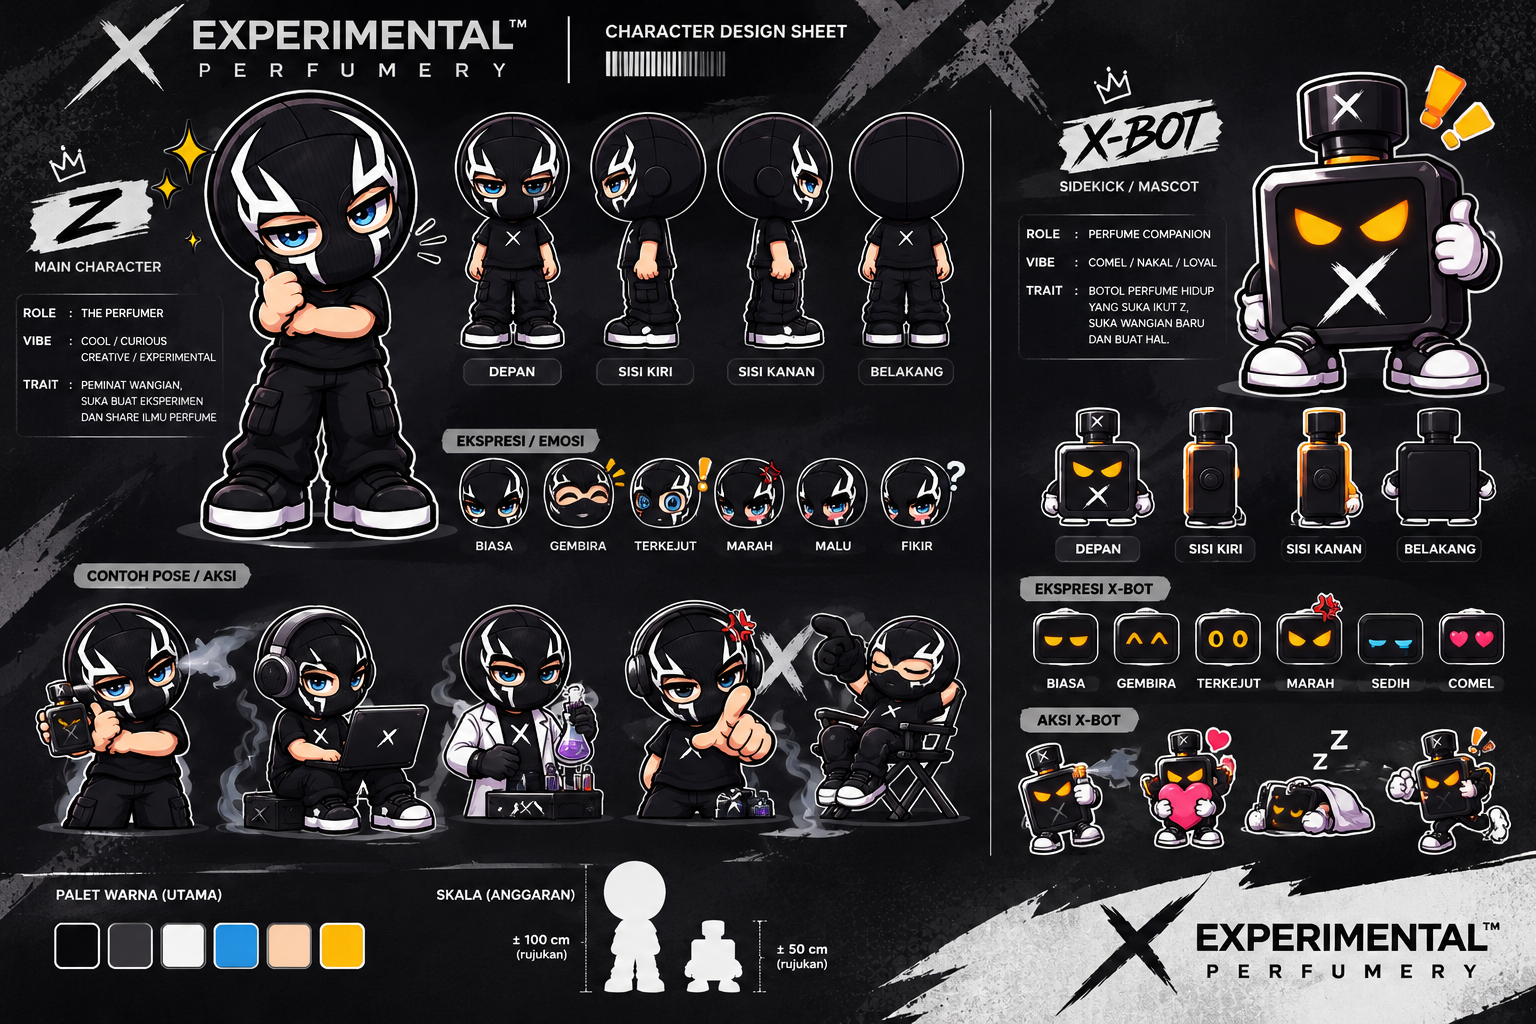 X EXPERIMENTAL™
PERFUMERY
CHARACTER DESIGN SHEET
Z
MAIN CHARACTER
ROLE : THE PERFUMER
VIBE : COOL / CURIOUS
CREATIVE / EXPERIMENTAL
TRAIT : PEMINAT WANGIAN,
SUKA BUAT EKSPERIMEN
DAN SHARE ILMU PERFUME
DEPAN
SISI KIRI
SISI KANAN
BELAKANG
EKSPRESI / EMOSI
!
?
BIASA
GEMBIRA
TERKEJUT
MARAH
MALU
FIKIR
CONTOH POSE / AKSI
X
X
X
X
X
PALET WARNA (UTAMA)
SKALA (ANGGARAN)
± 100 cm
(rujukan)
± 50 cm
(rujukan)
X-BOT
SIDEKICK / MASCOT
ROLE : PERFUME COMPANION
VIBE : COMEL / NAKAL / LOYAL
TRAIT : BOTOL PERFUME HIDUP
YANG SUKA IKUT Z,
SUKA WANGIAN BARU
DAN BUAT HAL.
X
X
!!
DEPAN
SISI KIRI
SISI KANAN
BELAKANG
EKSPRESI X-BOT
BIASA
GEMBIRA
TERKEJUT
MARAH
SEDIH
COMEL
AKSI X-BOT
Z
Z
Z
X EXPERIMENTAL™
PERFUMERY